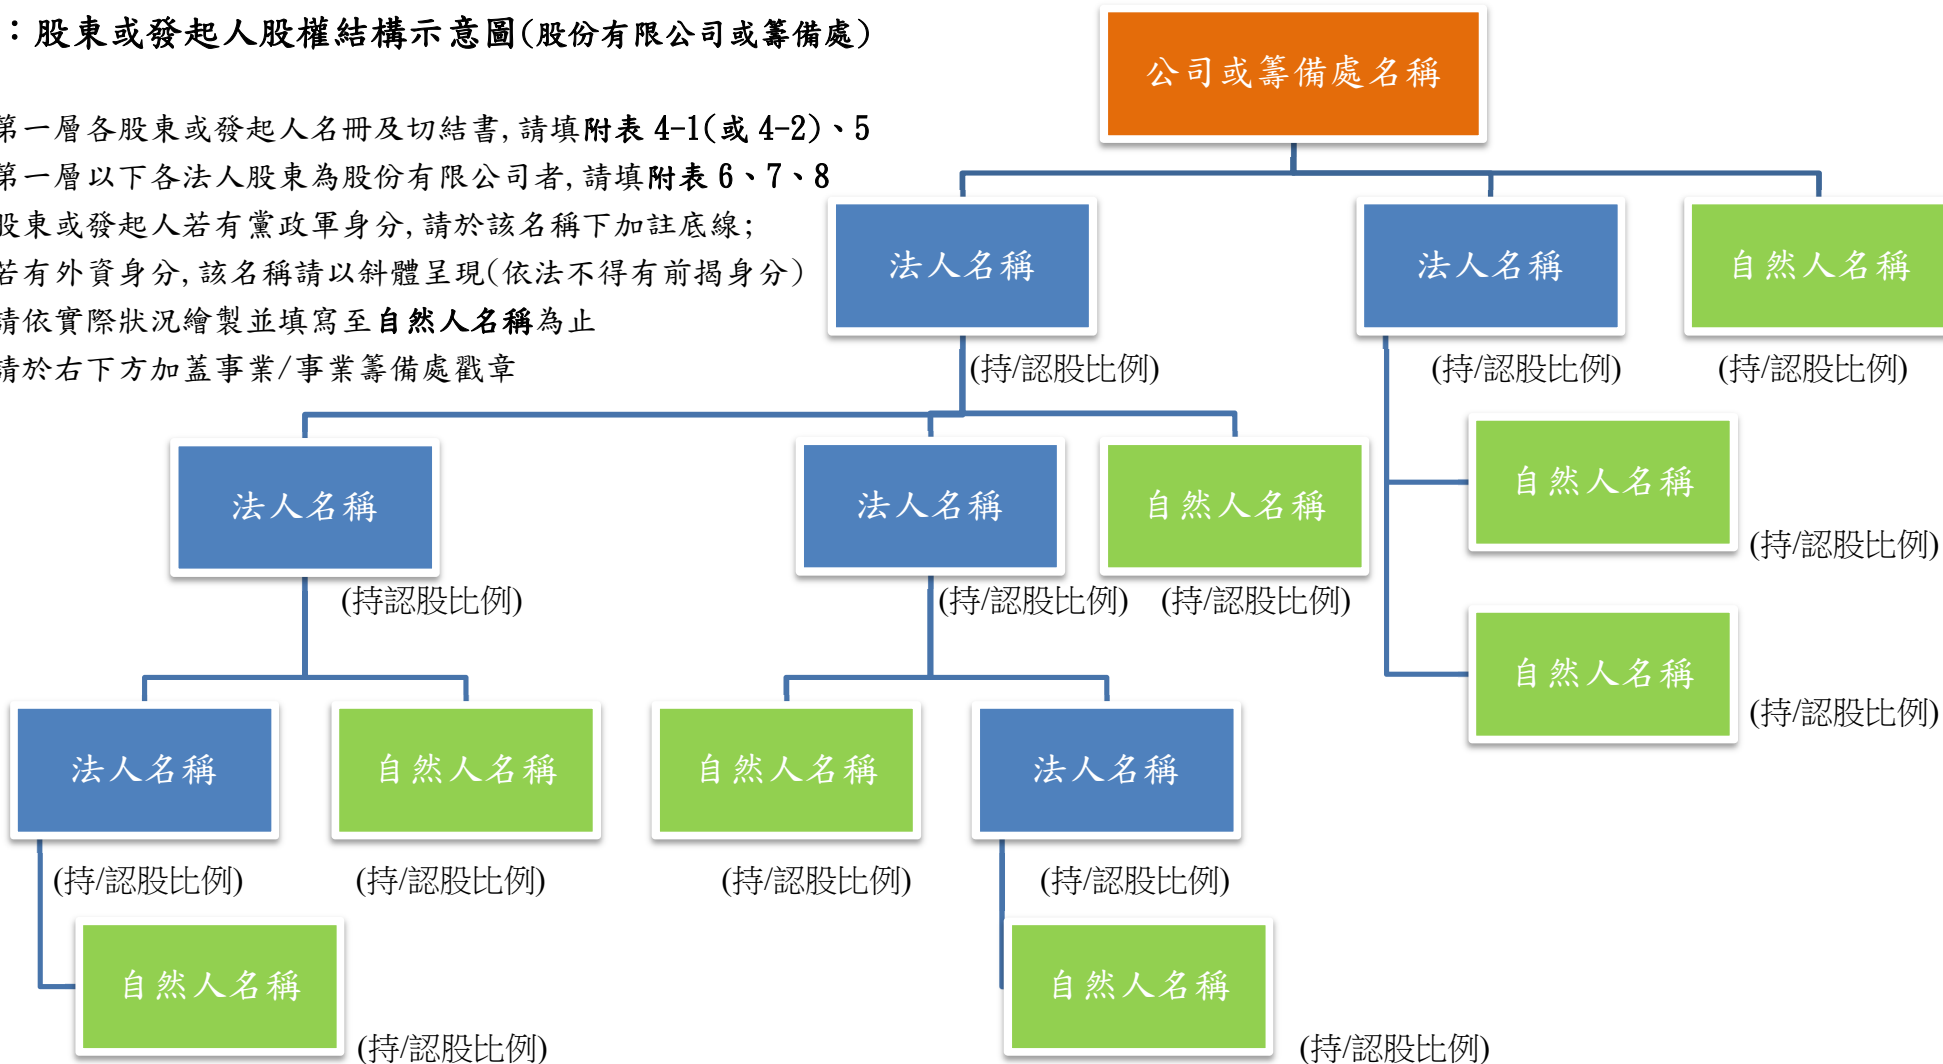 ：股東或發起人股權結構示意圖(股份有限公司或籌備處)
公司或籌備處名稱
第一層各股東或發起人名冊及切結書,請填附表 4-1(或 4-2)、5
第一層以下各法人股東為股份有限公司者,請填附表 6、7、8
股東或發起人若有黨政軍身分,請於該名稱下加註底線;
若有外資身分,該名稱請以斜體呈現(依法不得有前揭身分)
請依實際狀況繪製並填寫至自然人名稱為止
請於右下方加蓋事業/事業籌備處戳章
法人名稱
法人名稱
自然人名稱
(持/認股比例)
(持/認股比例)
(持/認股比例)
法人名稱
法人名稱
自然人名稱
自然人名稱
(持/認股比例)
(持認股比例)
(持/認股比例)
(持/認股比例)
自然人名稱
(持/認股比例)
法人名稱
自然人名稱
自然人名稱
法人名稱
(持/認股比例)
(持/認股比例)
(持/認股比例)
(持/認股比例)
自然人名稱
自然人名稱
(持/認股比例)
(持/認股比例)